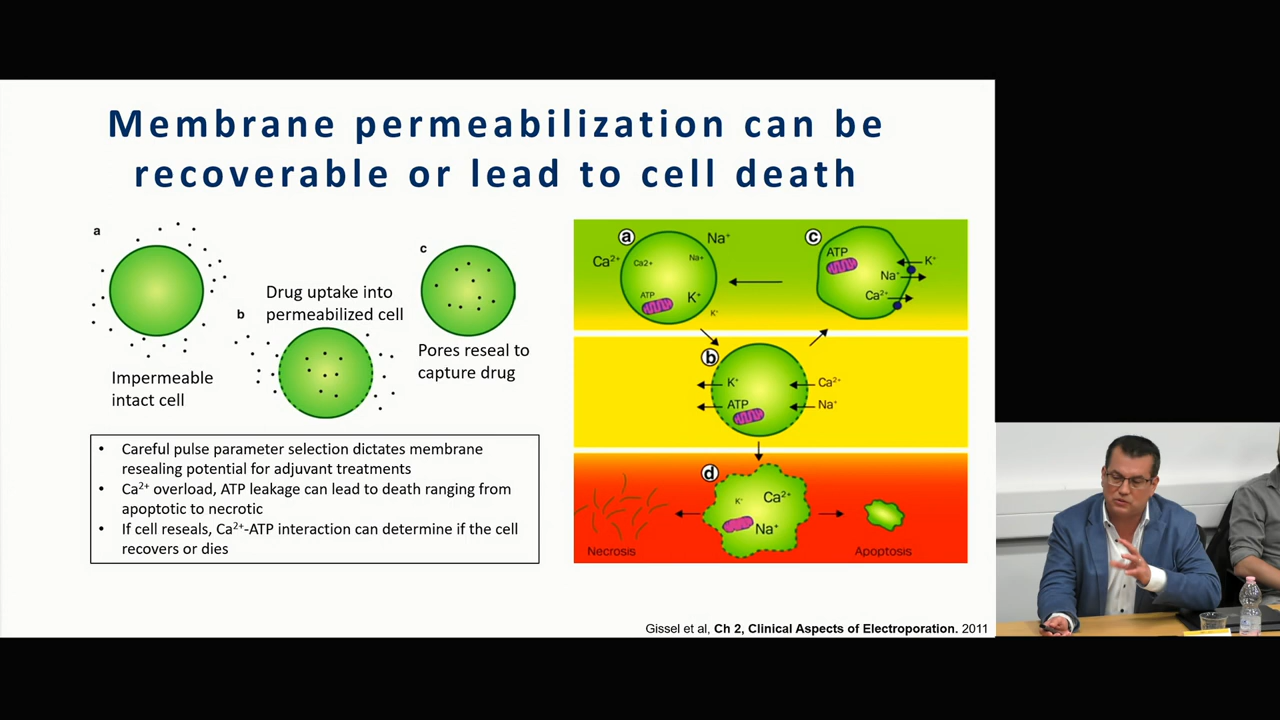 Membrane permeabilization can be
recoverable or lead to cell death
a
Impermeable
intact cell
b
Drug uptake into
permeabilized cell
c
Pores reseal to
capture drug
• Careful pulse parameter selection dictates membrane
resealing potential for adjuvant treatments
• Ca²⁺ overload, ATP leakage can lead to death ranging from
apoptotic to necrotic
• If cell reseals, Ca²⁺-ATP interaction can determine if the cell
recovers or dies
a
Na⁺
Ca²⁺
Ca2+
Na+
ATP
K⁺
K⁺
c
ATP
K⁺
Na⁺
Ca²⁺
b
K⁺
Ca²⁺
ATP
Na⁺
d
K⁺
Ca²⁺
Na⁺
Necrosis
Apoptosis
Gissel et al, Ch 2, Clinical Aspects of Electroporation. 2011